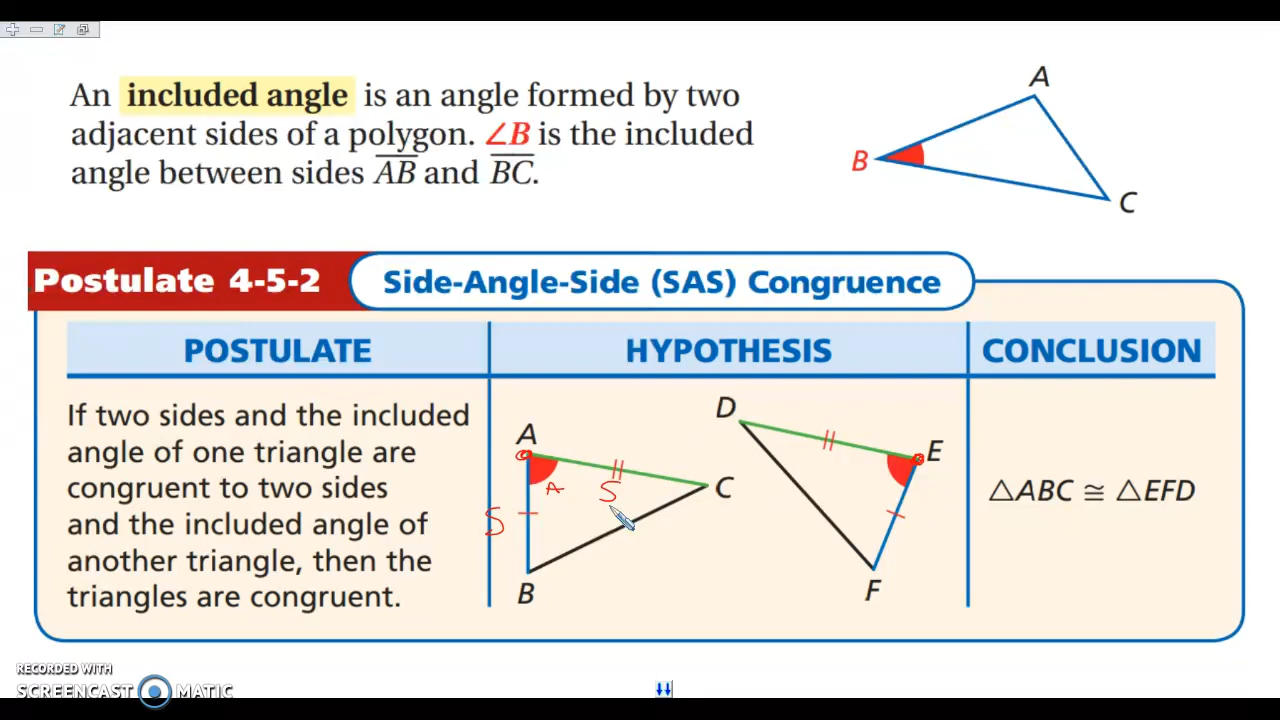 An included angle is an angle formed by two
adjacent sides of a polygon. ∠B is the included
angle between sides A̅B̅ and B̅C̅.
A
B
C
Postulate 4-5-2
Side-Angle-Side (SAS) Congruence
POSTULATE
HYPOTHESIS
CONCLUSION
If two sides and the included
angle of one triangle are
congruent to two sides
and the included angle of
another triangle, then the
triangles are congruent.
A
A
S
S
C
B
D
E
F
△ABC ≅ △EFD
RECORDED WITH
SCREENCAST MATIC